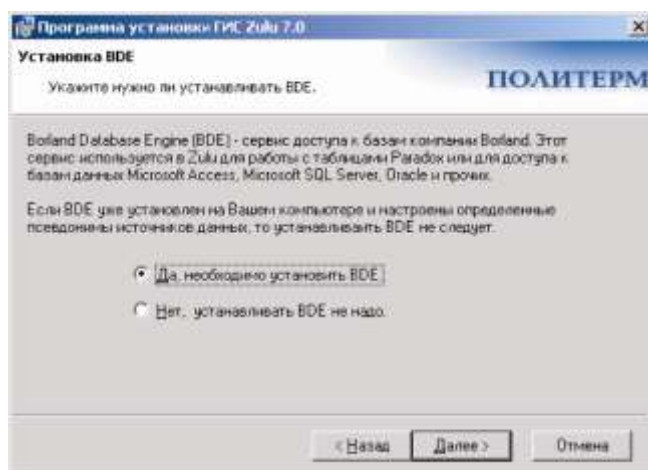 Программа установки ГИС Zulu 7.0
Установка BDE
Укажите нужно ли устанавливать BDE.
ПОЛИТЕРМ
Borland Database Engine (BDE) - сервис доступа к базам компании Borland. Этот
сервис используется в Zulu для работы с таблицами Paradox или для доступа к
базам данных Microsoft Access, Microsoft SQL Server, Oracle и прочих.
Если BDE уже установлен на Вашем компьютере и настроены определенные
псевдонимы источников данных, то устанавливать BDE не следует.
Да, необходимо установить BDE
Нет, устанавливать BDE не надо.
< Назад
Далее >
Отмена